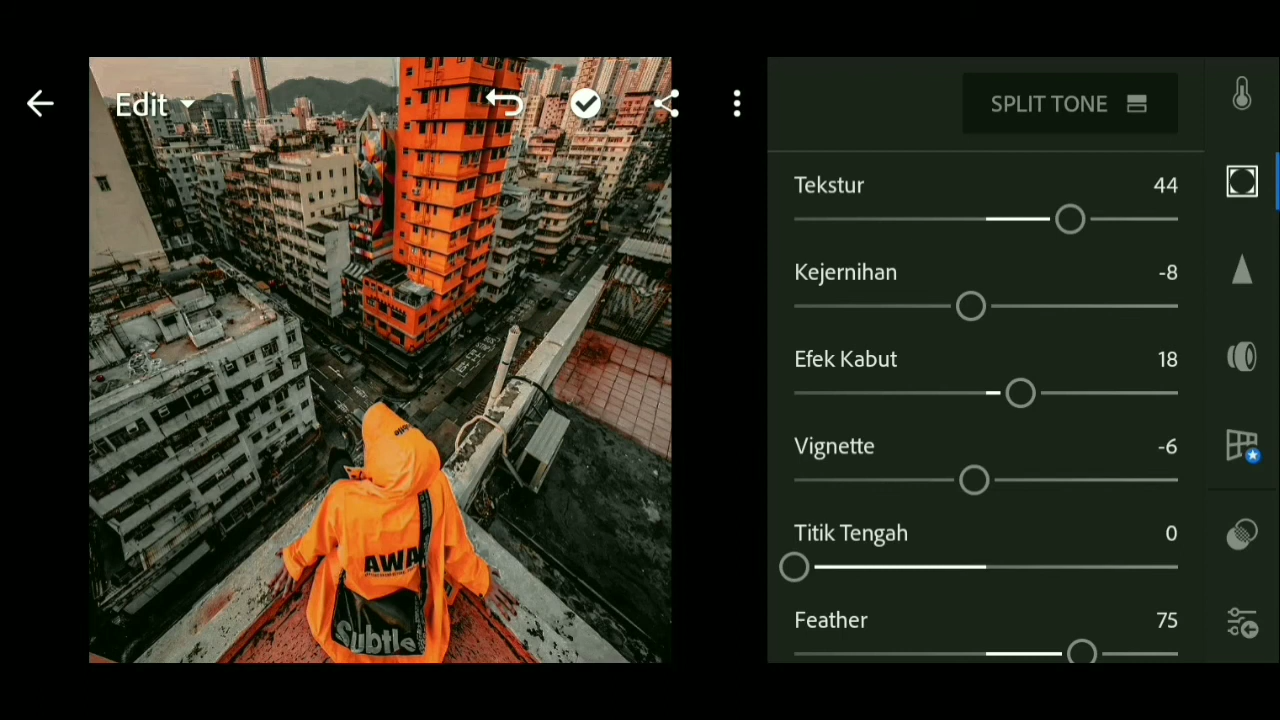 Edit
SPLIT TONE
Tekstur 44
Kejernihan -8
Efek Kabut 18
Vignette -6
Titik Tengah 0
Feather 75
AWA
Subtle